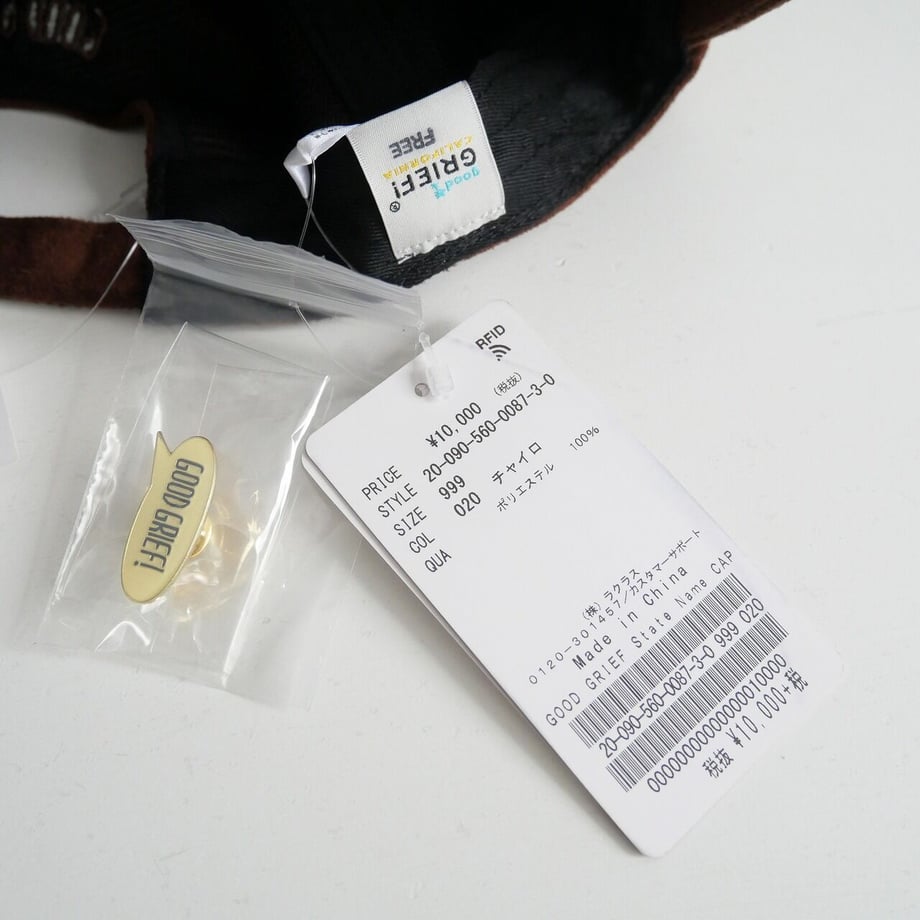 good
GRIEF!®
CALIFORNIA
FREE
GOOD GRIEF!
RFID
PRICE ¥10,000 (税抜)
STYLE 20-090-560-0087-3-0
SIZE 999
COL 020 チャイロ
QUA ポリエステル 100%
(株)ラクラス
0120-301457/カスタマーサポート
Made in China
GOOD GRIEF State Name CAP
20-090-560-0087-3-0 999 020
0000000000000010000
税抜 ¥10,000+税